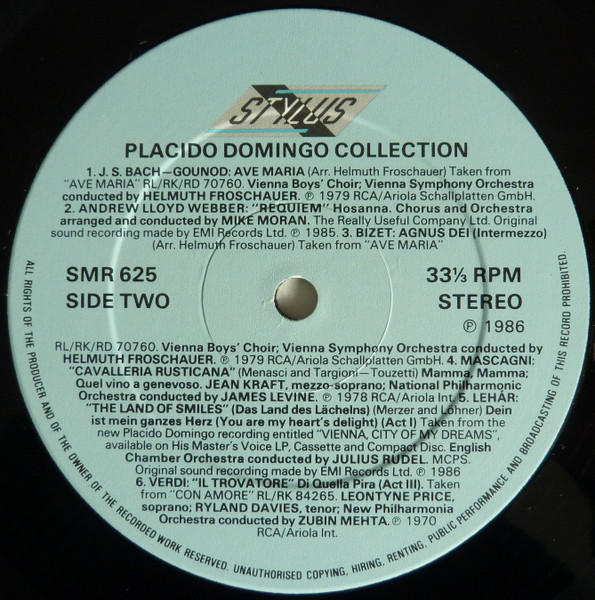 STYLUS
PLACIDO DOMINGO COLLECTION
1. J. S. BACH–GOUNOD: AVE MARIA (Arr. Helmuth Froschauer) Taken from
"AVE MARIA" RL/RK/RD 70760. Vienna Boys' Choir; Vienna Symphony Orchestra
conducted by HELMUTH FROSCHAUER. ℗ 1979 RCA/Ariola Schallplatten GmbH.
2. ANDREW LLOYD WEBBER: "REQUIEM" Hosanna. Chorus and Orchestra
arranged and conducted by MIKE MORAN. The Really Useful Company Ltd. Original
sound recording made by EMI Records Ltd. ℗ 1985. 3. BIZET: AGNUS DEI (Intermezzo)
(Arr. Helmuth Froschauer) Taken from "AVE MARIA"
SMR 625
SIDE TWO
33⅓ RPM
STEREO
℗ 1986
RL/RK/RD 70760. Vienna Boys' Choir; Vienna Symphony Orchestra conducted by
HELMUTH FROSCHAUER. ℗ 1979 RCA/Ariola Schallplatten GmbH. 4. MASCAGNI:
"CAVALLERIA RUSTICANA" (Menasci and Targioni–Touzetti) Mamma, Mamma;
Quel vino a genevoso. JEAN KRAFT, mezzo-soprano; National Philharmonic
Orchestra conducted by JAMES LEVINE. ℗ 1978 RCA/Ariola Int. 5. LEHÁR:
"THE LAND OF SMILES" (Das Land des Lächelns) (Merzer and Löhner) Dein
ist mein ganzes Herz (You are my heart's delight) (Act I) Taken from the
new Placido Domingo recording entitled "VIENNA, CITY OF MY DREAMS",
available on His Master's Voice LP, Cassette and Compact Disc. English
Chamber Orchestra conducted by JULIUS RUDEL. MCPS.
Original sound recording made by EMI Records Ltd. ℗ 1986
6. VERDI: "IL TROVATORE" Di Quella Pira (Act III). Taken
from "CON AMORE" RL/RK 84265. LEONTYNE PRICE,
soprano; RYLAND DAVIES, tenor; New Philharmonia
Orchestra conducted by ZUBIN MEHTA. ℗ 1970
RCA/Ariola Int.
ALL RIGHTS OF THE PRODUCER AND OF THE OWNER OF THE RECORDED WORK RESERVED. UNAUTHORISED COPYING, HIRING, RENTING, PUBLIC PERFORMANCE AND BROADCASTING OF THIS RECORD PROHIBITED.